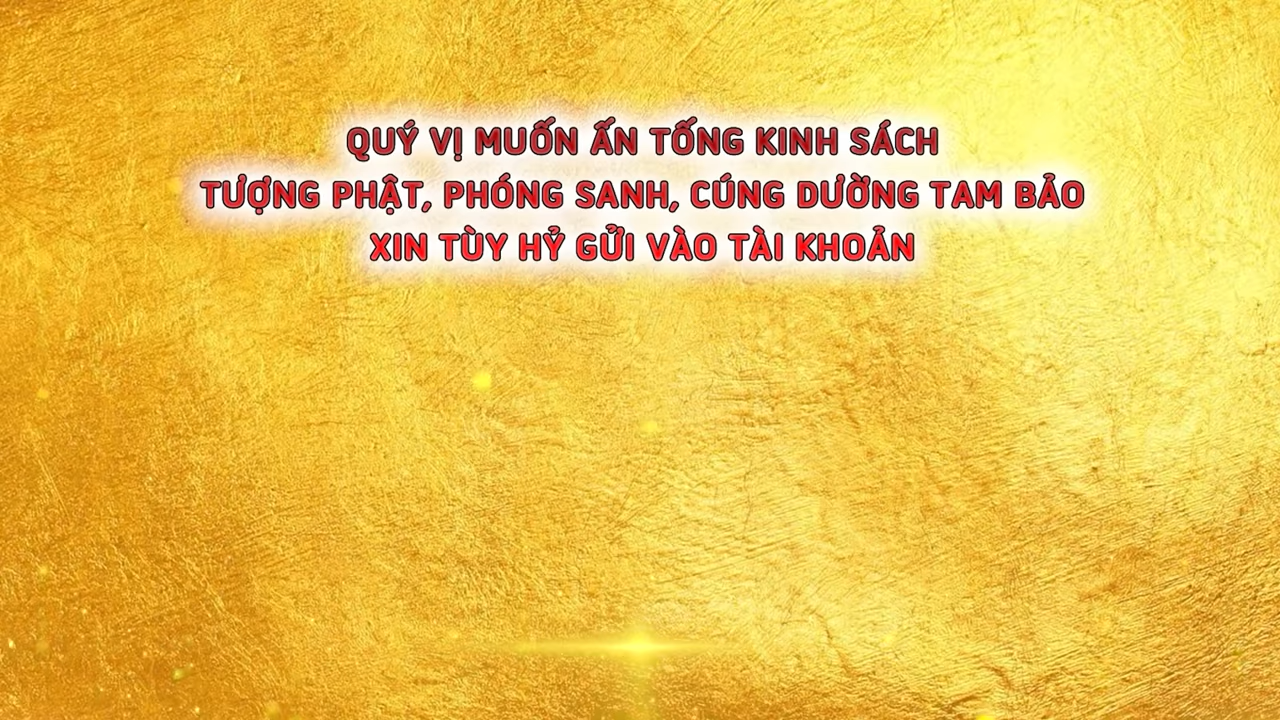 QUÝ VỊ MUỐN ẤN TỐNG KINH SÁCH
TƯỢNG PHẬT, PHÓNG SANH, CÚNG DƯỜNG TAM BẢO
XIN TÙY HỶ GỬI VÀO TÀI KHOẢN